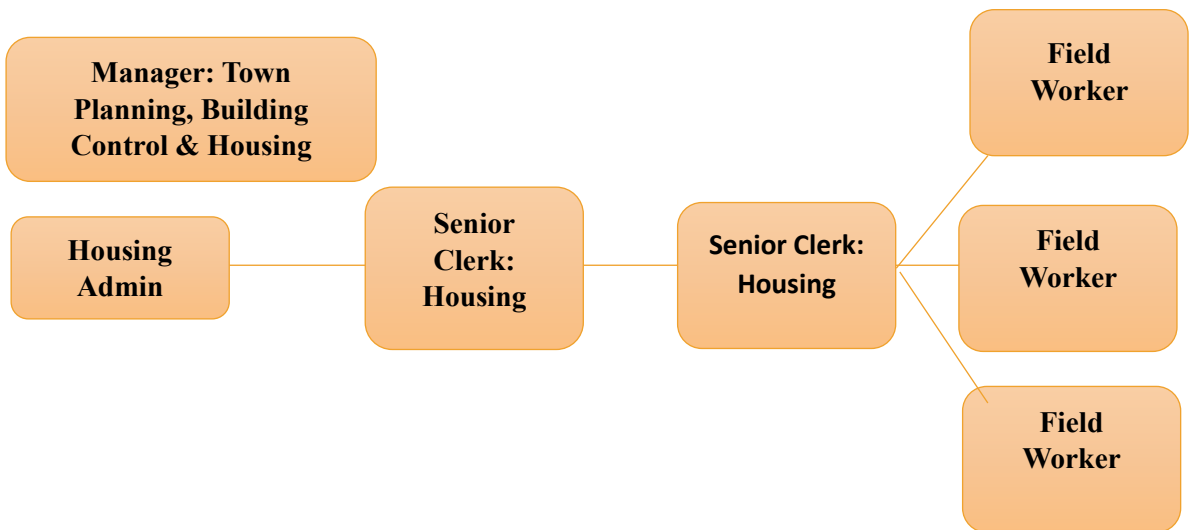 Manager: Town
Planning, Building
Control & Housing
Housing
Admin
Senior
Clerk:
Housing
Senior Clerk:
Housing
Field
Worker
Field
Worker
Field
Worker